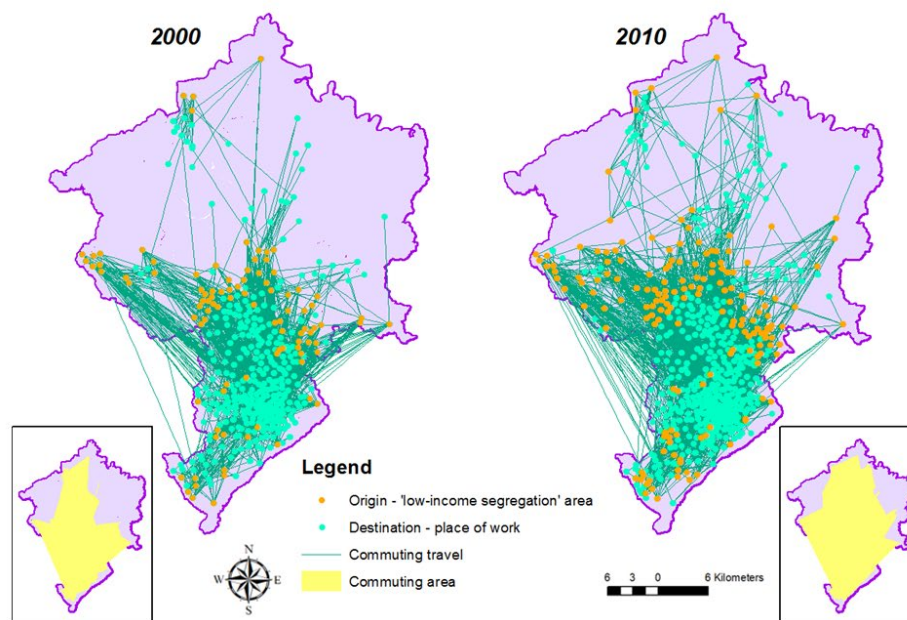 2000
2010
Legend
Origin - 'low-income segregation' area
Destination - place of work
Commuting travel
Commuting area
N
W E
S
6 3 0 6 Kilometers